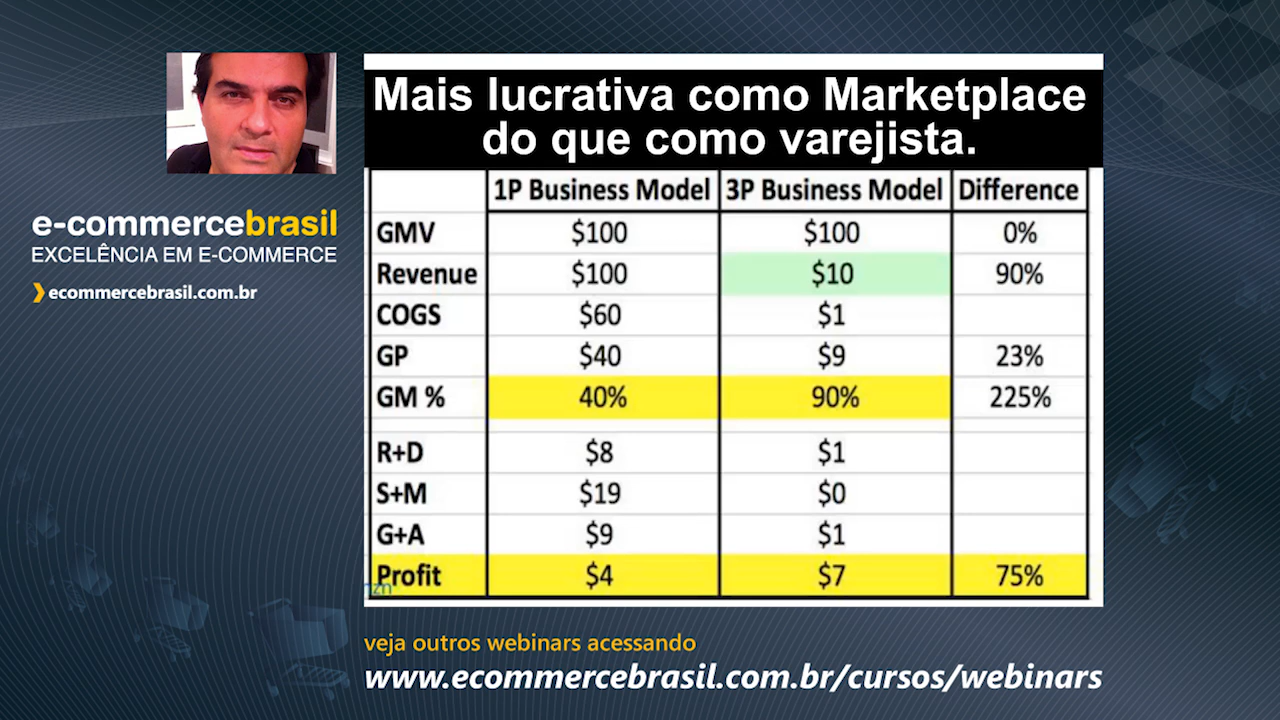 Mais lucrativa como Marketplace
do que como varejista.
1P Business Model 3P Business Model Difference
GMV $100 $100 0%
Revenue $100 $10 90%
COGS $60 $1
GP $40 $9 23%
GM % 40% 90% 225%
R+D $8 $1
S+M $19 $0
G+A $9 $1
Profit $4 $7 75%
e-commercebrasil
EXCELÊNCIA EM E-COMMERCE
ecommercebrasil.com.br
veja outros webinars acessando
www.ecommercebrasil.com.br/cursos/webinars